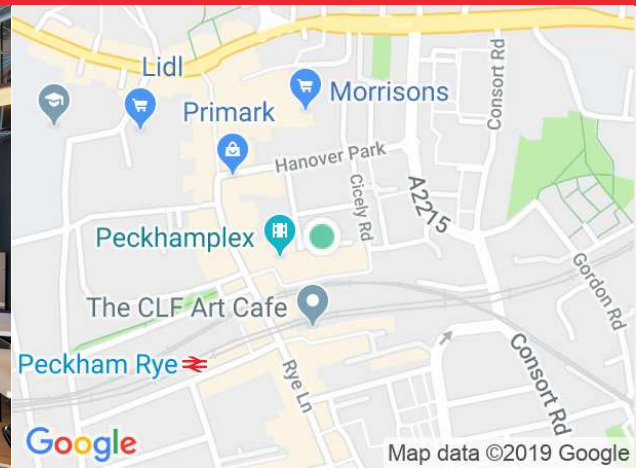 Lidl
Consort Rd
Primark
Morrisons
Hanover Park
Cicely Rd
A2215
Peckhamplex
Gordon Rd
The CLF Art Cafe
Peckham Rye
Rye Ln
Consort Rd
Google
Map data ©2019 Google